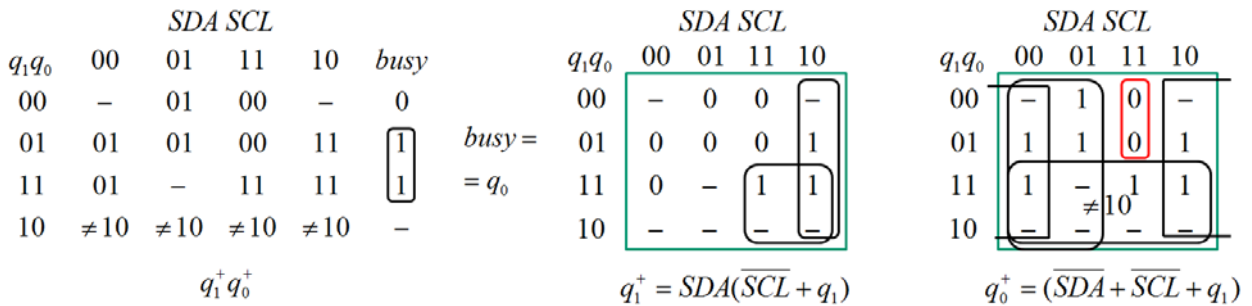 SDA SCL SDA SCL SDA SCL
q₁q₀ 00 01 11 10 busy q₁q₀ 00 01 11 10 q₁q₀ 00 01 11 10
00 – 01 00 – 0 00 – 0 0 – 00 – 1 0 –
01 01 01 00 11 1 busy = 01 0 0 0 1 01 1 1 0 1
11 01 – 11 11 1 = q₀ 11 0 – 1 1 11 1 – 1 1
≠10
10 ≠10 ≠10 ≠10 ≠10 – 10 – – – – 10 – – – –
q₁⁺q₀⁺ q₁⁺ = SDA(S̅C̅L̅ + q₁) q₀⁺ = (S̅D̅A̅ + S̅C̅L̅ + q₁)